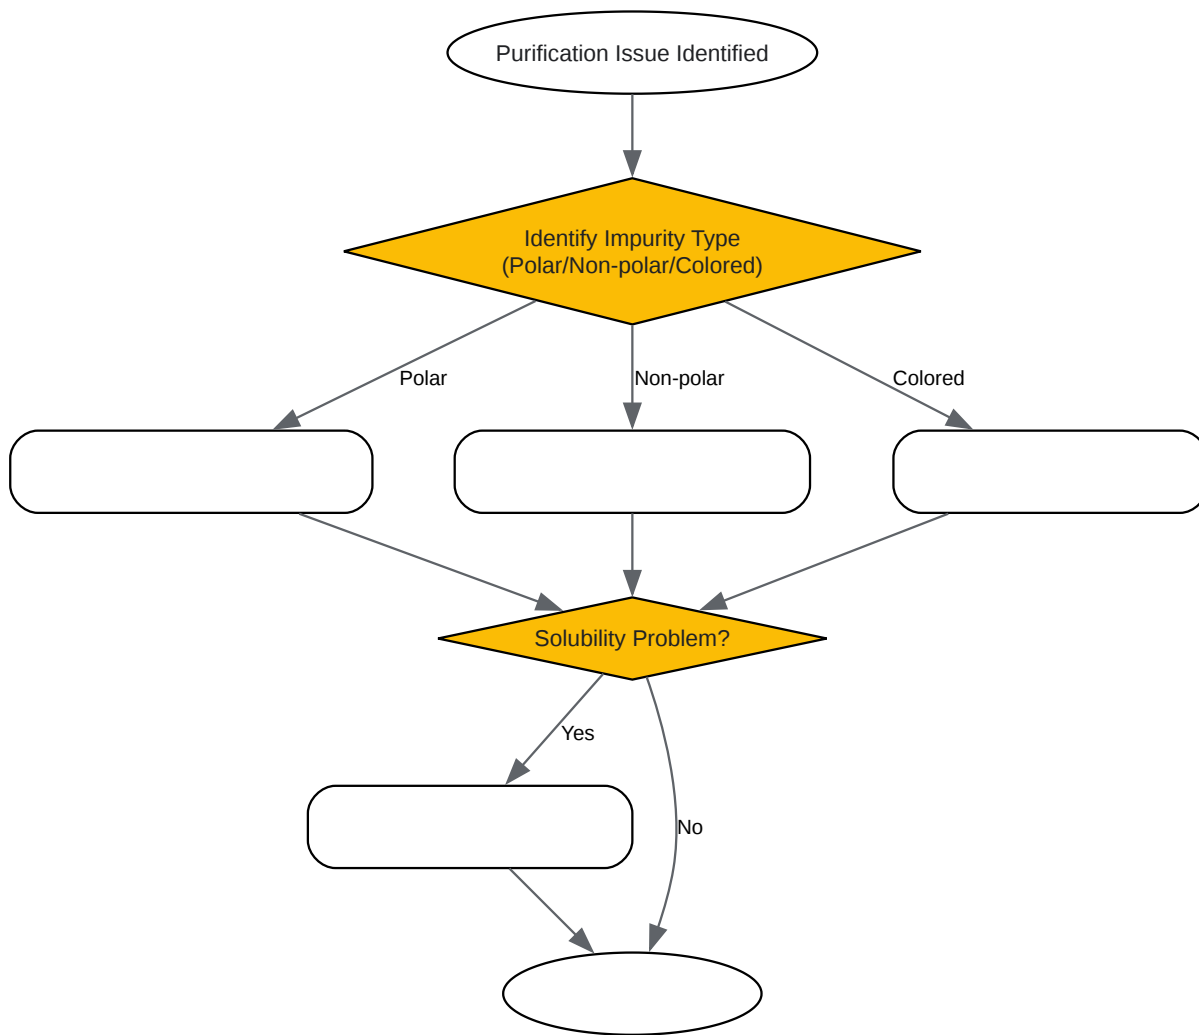 Purification Issue Identified
Identify Impurity Type
(Polar/Non-polar/Colored)
Polar
Non-polar
Colored
Solubility Problem?
Yes
No